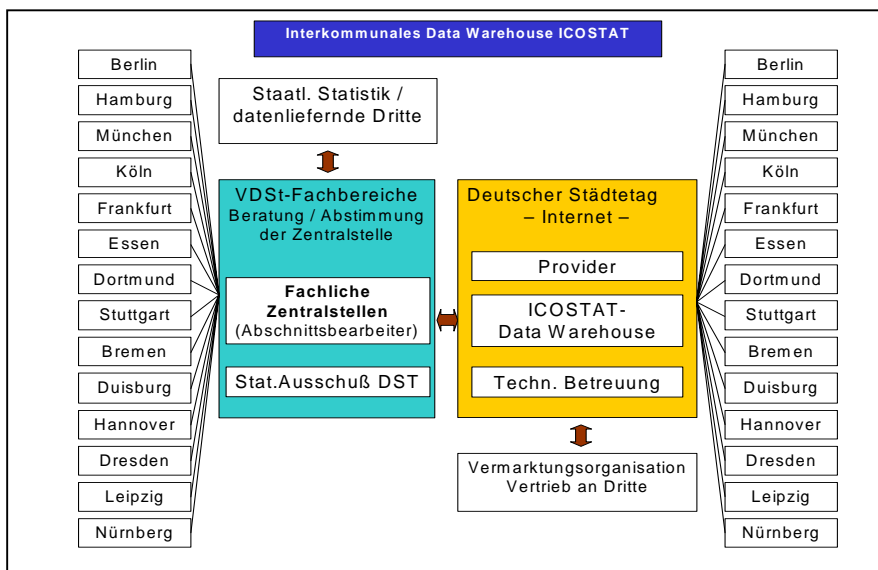 Interkommunales Data Warehouse ICOSTAT
Berlin
Hamburg
München
Köln
Frankfurt
Essen
Dortmund
Stuttgart
Bremen
Duisburg
Hannover
Dresden
Leipzig
Nürnberg
Staatl. Statistik /
datenliefernde Dritte
VDSt-Fachbereiche
Beratung / Abstimmung
der Zentralstelle
Fachliche
Zentralstellen
(Abschnittsbearbeiter)
Stat.Ausschuß DST
Deutscher Städtetag
– Internet –
Provider
ICOSTAT-
Data Warehouse
Techn. Betreuung
Vermarktungsorganisation
Vertrieb an Dritte
Berlin
Hamburg
München
Köln
Frankfurt
Essen
Dortmund
Stuttgart
Bremen
Duisburg
Hannover
Dresden
Leipzig
Nürnberg